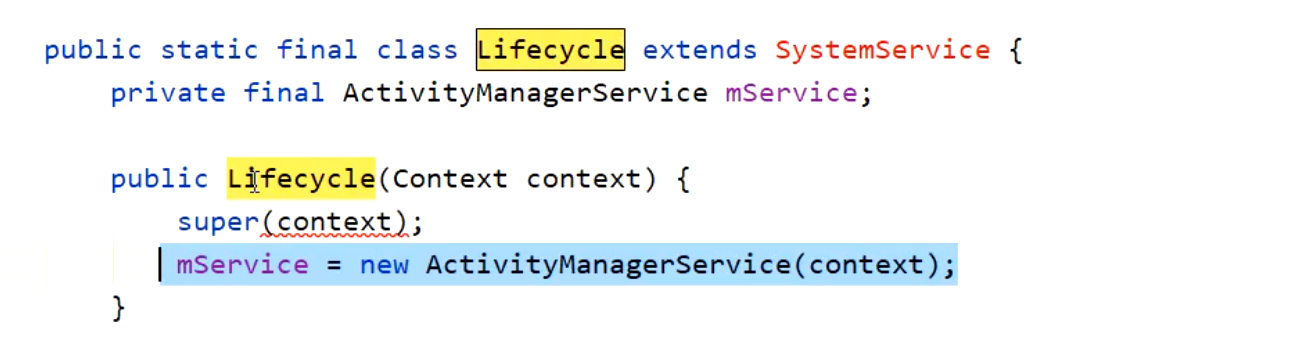 public static final class Lifecycle extends SystemService {
private final ActivityManagerService mService;
public Lifecycle(Context context) {
super(context);
mService = new ActivityManagerService(context);
}